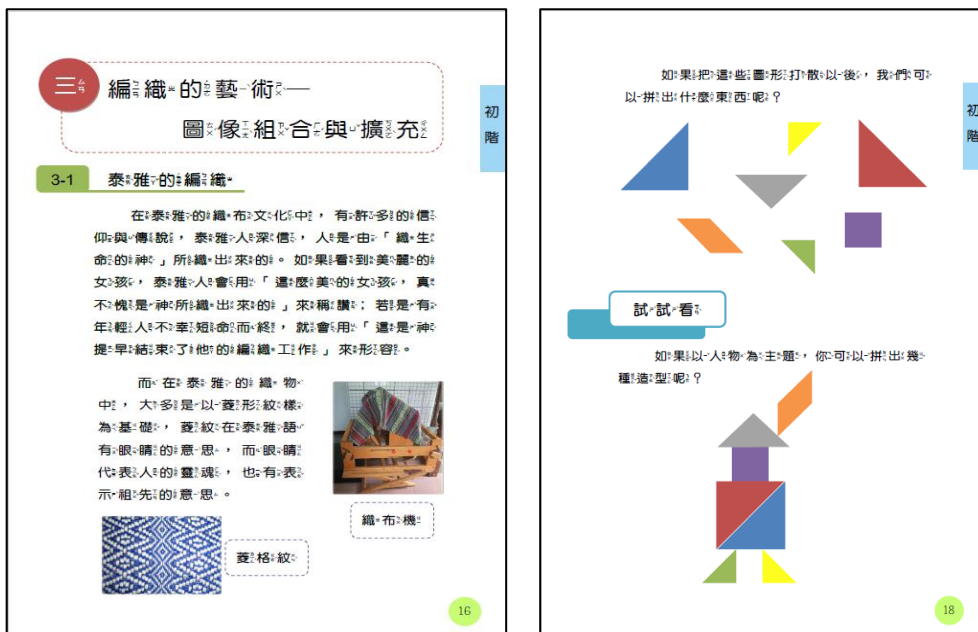 三
編織的藝術—
圖像組合與擴充
初
階
3-1 泰雅的編織
在泰雅的織布文化中，有許多的信
仰與傳說，泰雅人深信，人是由「織生
命的神」所織出來的。如果看到美麗的
女孩，泰雅人會用「這麼美的女孩，真
不愧是神所織出來的」來稱讚；若是有
年輕人不幸短命而終，就會用「這是神
提早結束了他的編織工作」來形容。
而在泰雅的織物
中，大多是以菱形紋樣
為基礎，菱紋在泰雅語
有眼睛的意思，而眼睛
代表人的靈魂，也有表
示祖先的意思。
織布機
菱格紋
16
如果把這些圖形打散以後，我們可
以拼出什麼東西呢？
初
階
試試看
如果以人物為主題，你可以拼出幾
種造型呢？
18